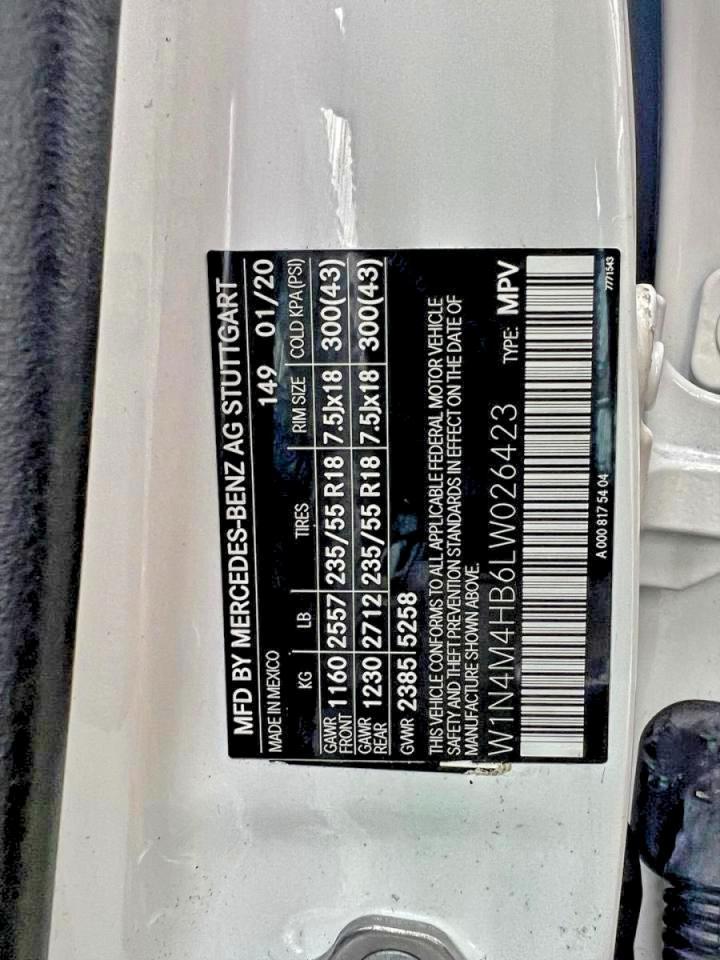 MFD BY MERCEDES-BENZ AG STUTTGART
MADE IN MEXICO 149 01/20
KG LB TIRES RIM SIZE COLD KPA(PSI)
GAWR FRONT 1160 2557 235/55 R18 7.5Jx18 300(43)
GAWR REAR 1230 2712 235/55 R18 7.5Jx18 300(43)
GVWR 2385 5258
THIS VEHICLE CONFORMS TO ALL APPLICABLE FEDERAL MOTOR VEHICLE
SAFETY AND THEFT PREVENTION STANDARDS IN EFFECT ON THE DATE OF
MANUFACTURE SHOWN ABOVE.
W1N4M4HB6LW026423 TYPE: MPV
A 000 817 54 04 7771543